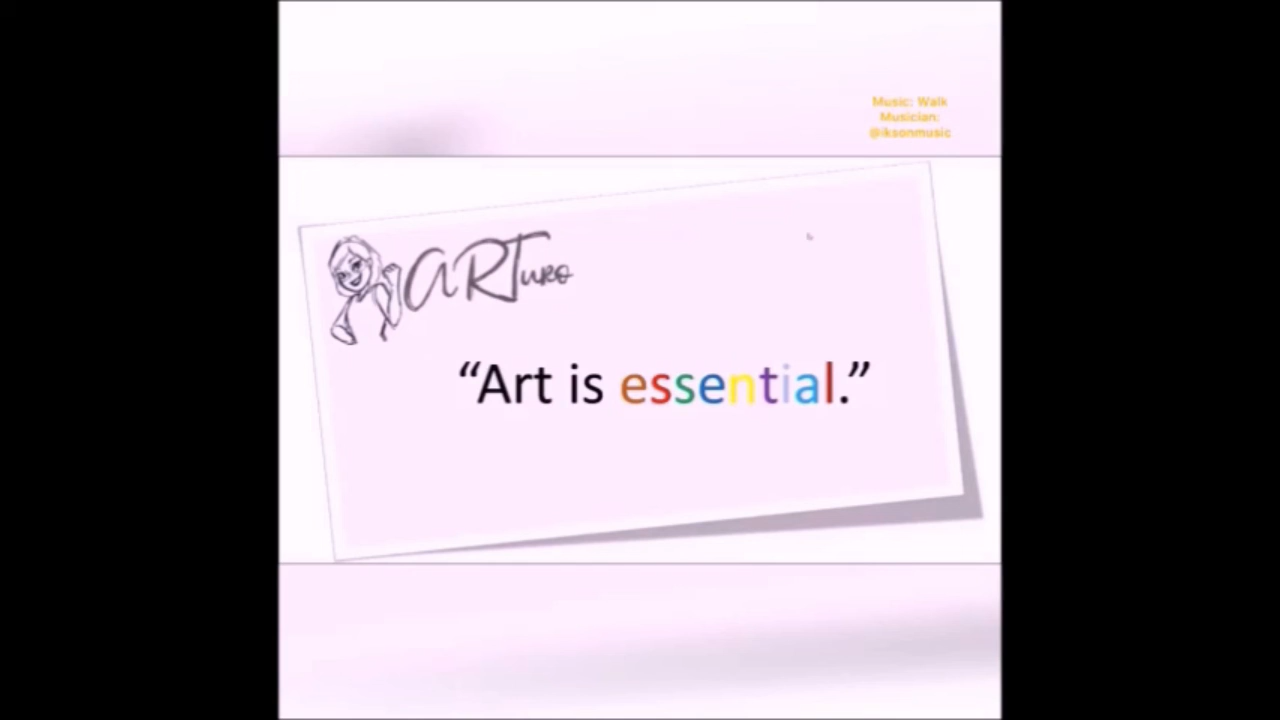 Music: Walk
Musician:
@iksonmusic
ARTuro
“Art is essential.”